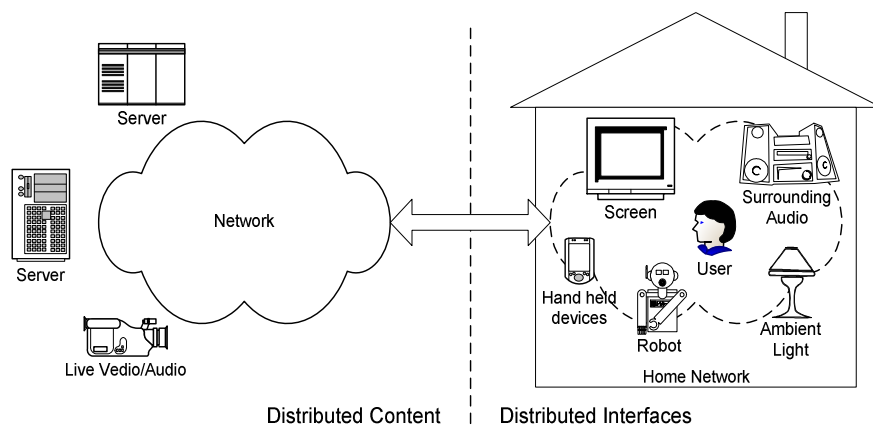 Server
Network
Server
Live Vedio/Audio
Distributed Content
Screen
Surrounding
Audio
User
Hand held
devices
Robot
Ambient
Light
Home Network
Distributed Interfaces